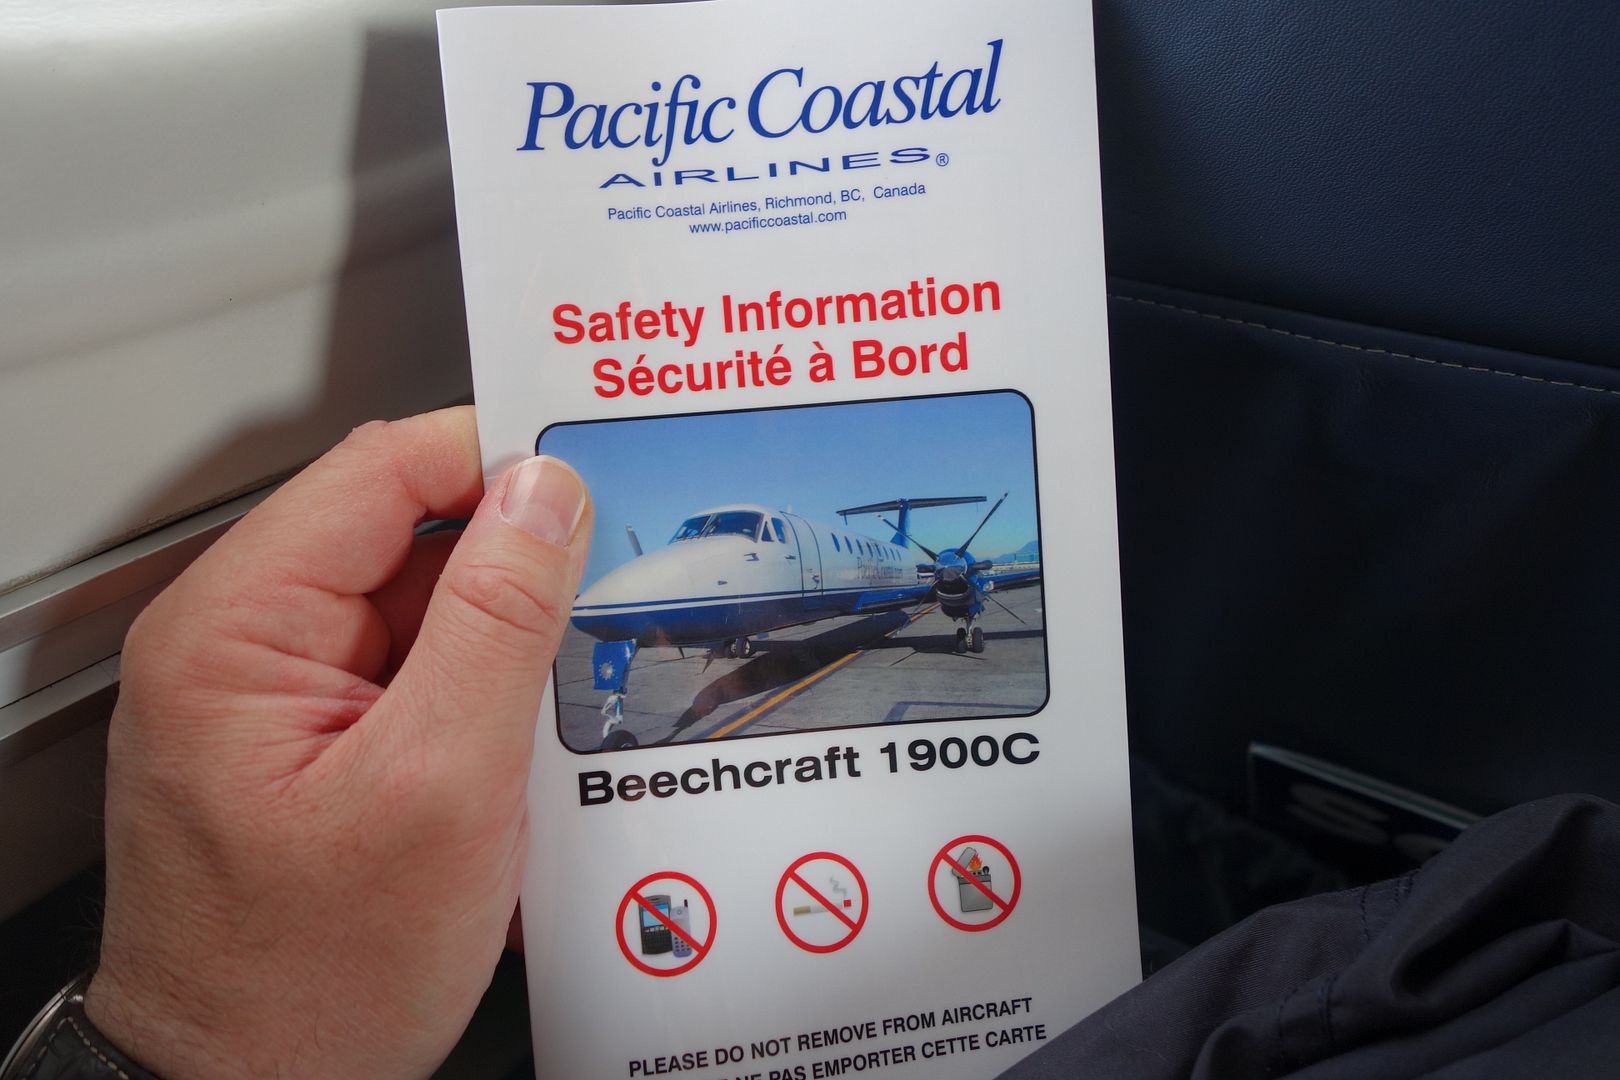 Pacific Coastal
AIRLINES®
Pacific Coastal Airlines, Richmond, BC, Canada
www.pacificcoastal.com
Safety Information
Sécurité à Bord
Beechcraft 1900C
PLEASE DO NOT REMOVE FROM AIRCRAFT
NE PAS EMPORTER CETTE CARTE